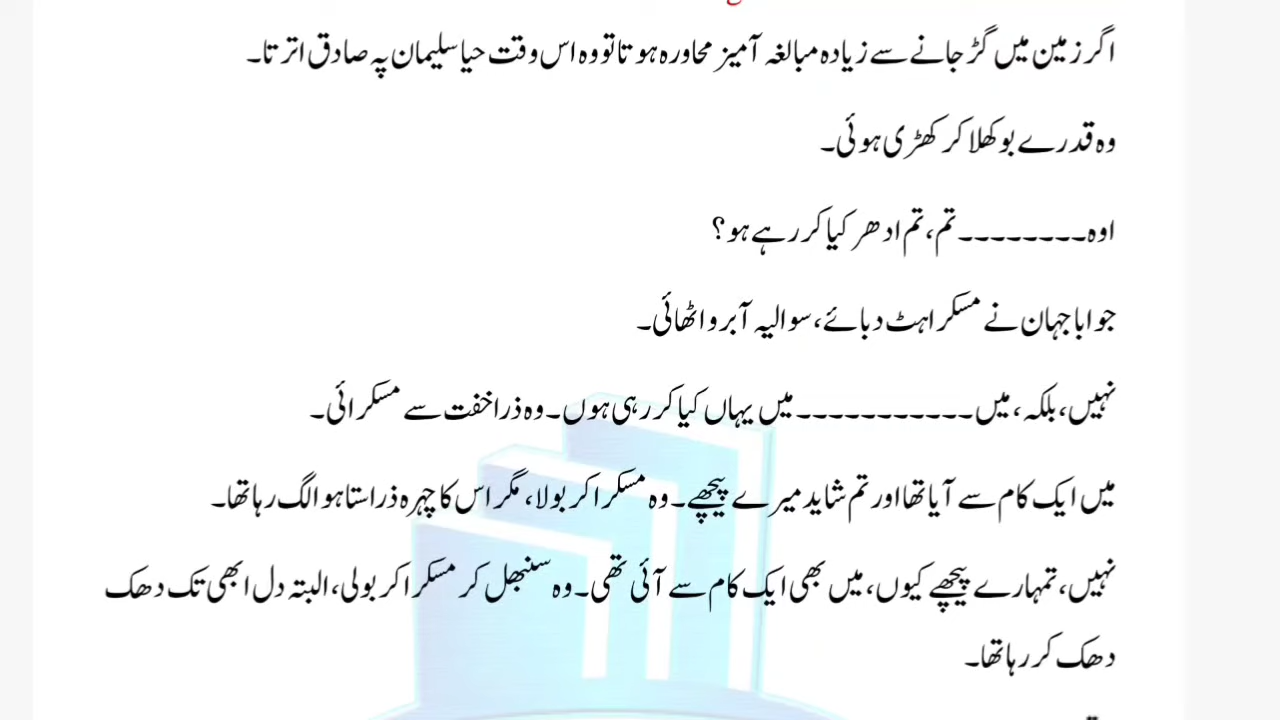 اگر زمین میں گڑ جانے سے زیادہ مبالغہ آمیز محاورہ ہوتا تو وہ اس وقت حیا سلیمان پہ صادق اترتا۔
وہ قدرے بوکھلا کر کھڑی ہوئی۔
اوہ۔۔۔۔۔۔۔۔ تم، تم ادھر کیا کر رہے ہو؟
جوابا جہان نے مسکراہٹ دبائے، سوالیہ آبرو اٹھائی۔
نہیں، بلکہ، میں۔۔۔۔۔۔۔۔۔۔۔ میں یہاں کیا کر رہی ہوں۔ وہ ذرا خفت سے مسکرائی۔
میں ایک کام سے آیا تھا اور تم شاید میرے پیچھے۔ وہ مسکرا کر بولا، مگر اس کا چہرہ ذرا ستا ہوا لگ رہا تھا۔
نہیں، تمہارے پیچھے کیوں، میں بھی ایک کام سے آئی تھی۔ وہ سنبھل کر مسکرا کر بولی، البتہ دل ابھی تک دھک
دھک کر رہا تھا۔